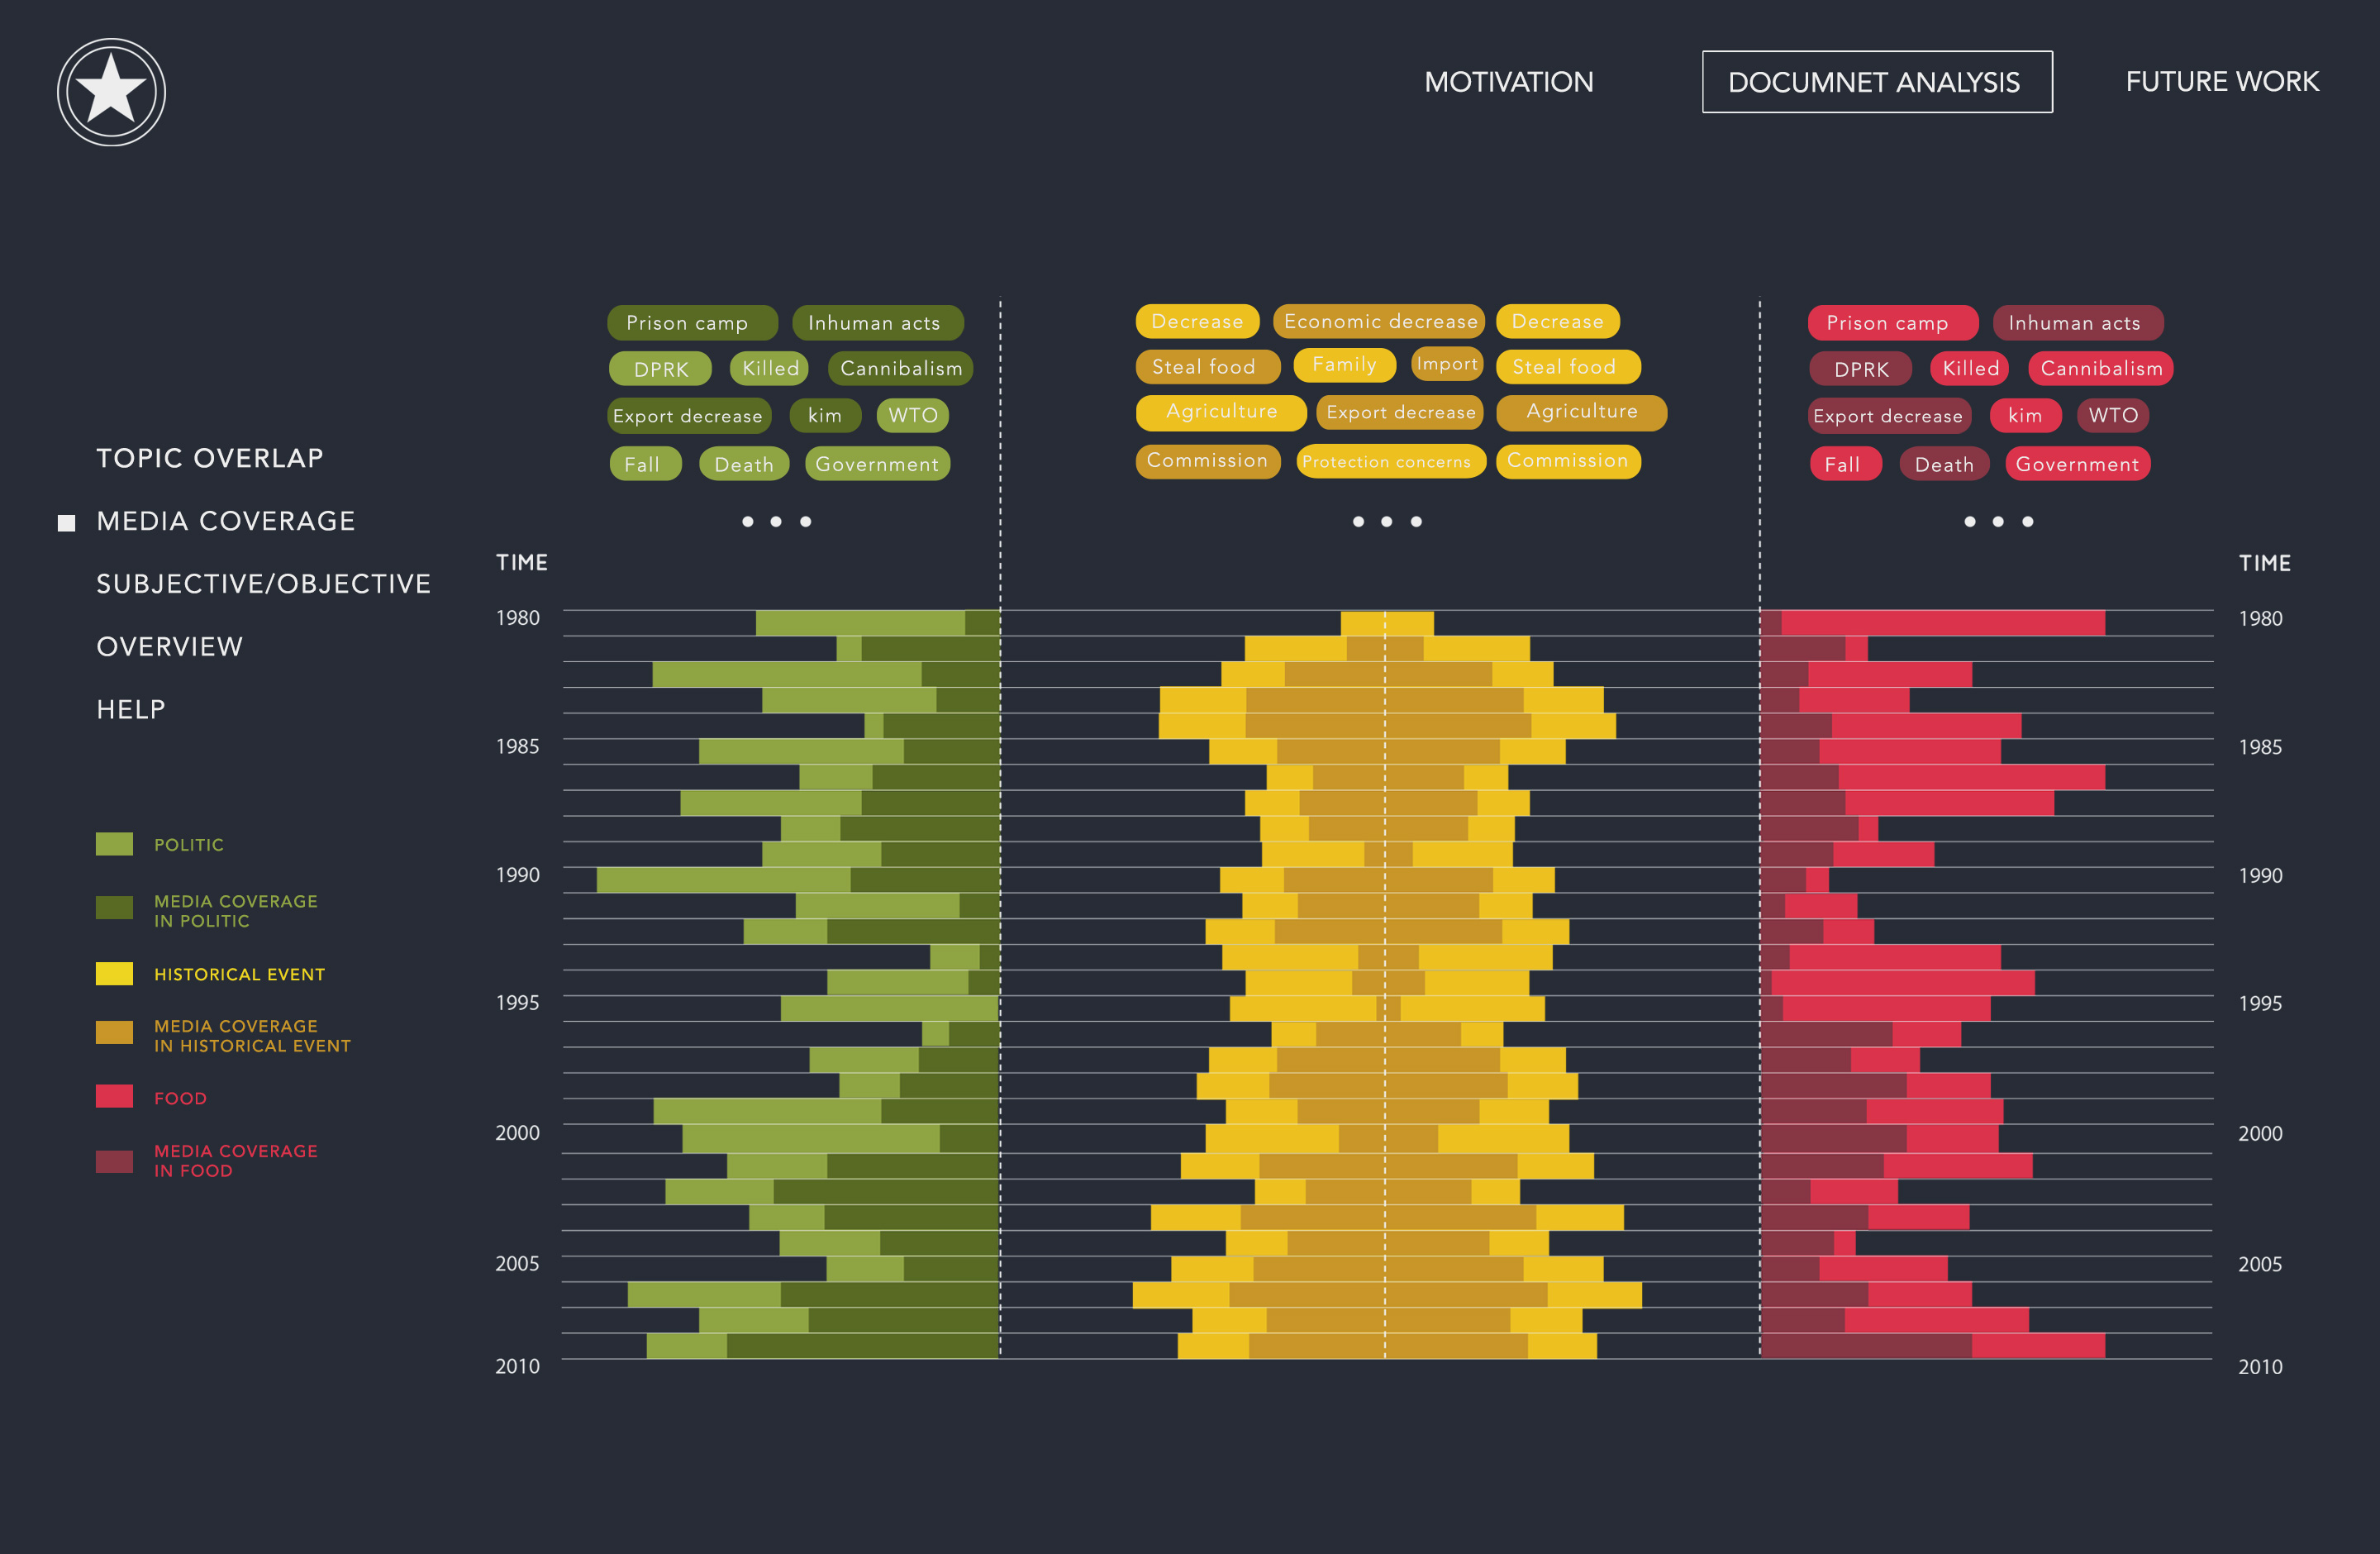 MOTIVATION
DOCUMNET ANALYSIS
FUTURE WORK
TOPIC OVERLAP
MEDIA COVERAGE
SUBJECTIVE/OBJECTIVE
OVERVIEW
HELP
POLITIC
MEDIA COVERAGE
IN POLITIC
HISTORICAL EVENT
MEDIA COVERAGE
IN HISTORICAL EVENT
FOOD
MEDIA COVERAGE
IN FOOD
Prison camp Inhuman acts
DPRK Killed Cannibalism
Export decrease kim WTO
Fall Death Government
Decrease Economic decrease Decrease
Steal food Family Import Steal food
Agriculture Export decrease Agriculture
Commission Protection concerns Commission
Prison camp Inhuman acts
DPRK Killed Cannibalism
Export decrease kim WTO
Fall Death Government
TIME
1980
1985
1990
1995
2000
2005
2010
TIME
1980
1985
1990
1995
2000
2005
2010